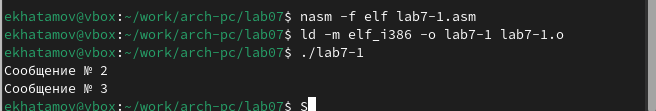 ekhatamov@vbox:~/work/arch-pc/lab07$ nasm -f elf lab7-1.asm
ekhatamov@vbox:~/work/arch-pc/lab07$ ld -m elf_i386 -o lab7-1 lab7-1.o
ekhatamov@vbox:~/work/arch-pc/lab07$ ./lab7-1
Сообщение № 2
Сообщение № 3
ekhatamov@vbox:~/work/arch-pc/lab07$ S